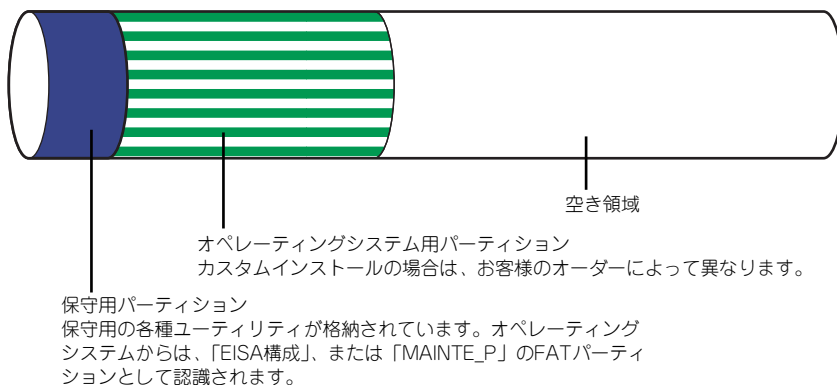 空き領域
オペレーティングシステム用パーティション
カスタムインストールの場合は、お客様のオーダーによって異なります。
保守用パーティション
保守用の各種ユーティリティが格納されています。オペレーティング
システムからは、「EISA構成」、または「MAINTE_P」のFATパーティ
ションとして認識されます。